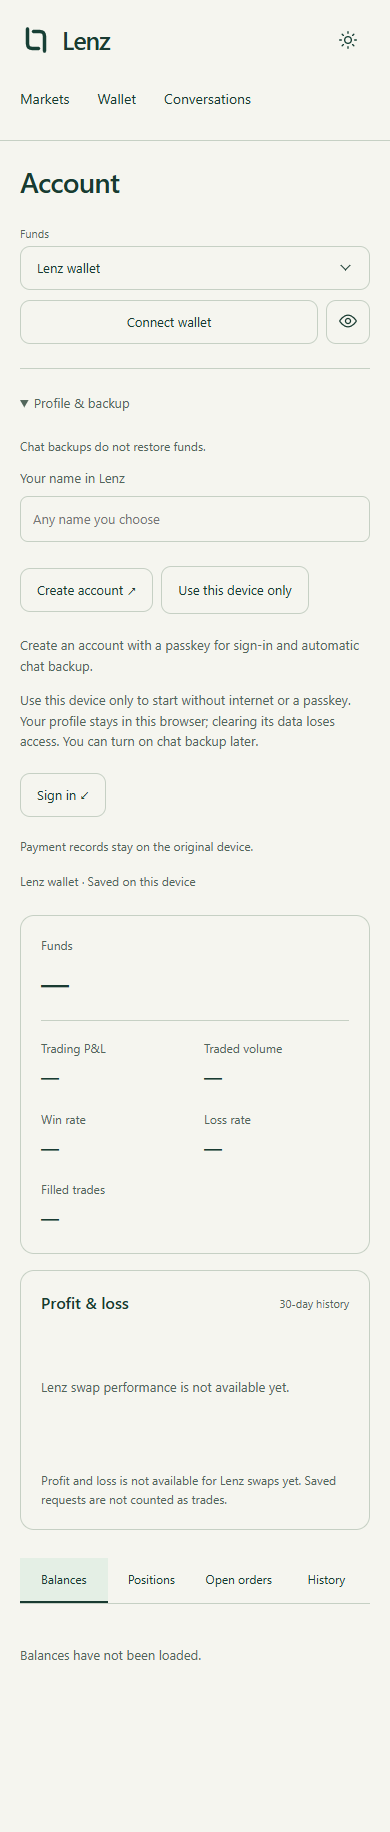 Lenz
Markets Wallet Conversations
Account
Funds
Lenz wallet
Connect wallet
▼ Profile & backup
Chat backups do not restore funds.
Your name in Lenz
Any name you choose
Create account ↗ Use this device only
Create an account with a passkey for sign-in and automatic
chat backup.
Use this device only to start without internet or a passkey.
Your profile stays in this browser; clearing its data loses
access. You can turn on chat backup later.
Sign in ↙
Payment records stay on the original device.
Lenz wallet · Saved on this device
Funds
—
Trading P&L Traded volume
— —
Win rate Loss rate
— —
Filled trades
—
Profit & loss 30-day history
Lenz swap performance is not available yet.
Profit and loss is not available for Lenz swaps yet. Saved
requests are not counted as trades.
Balances Positions Open orders History
Balances have not been loaded.